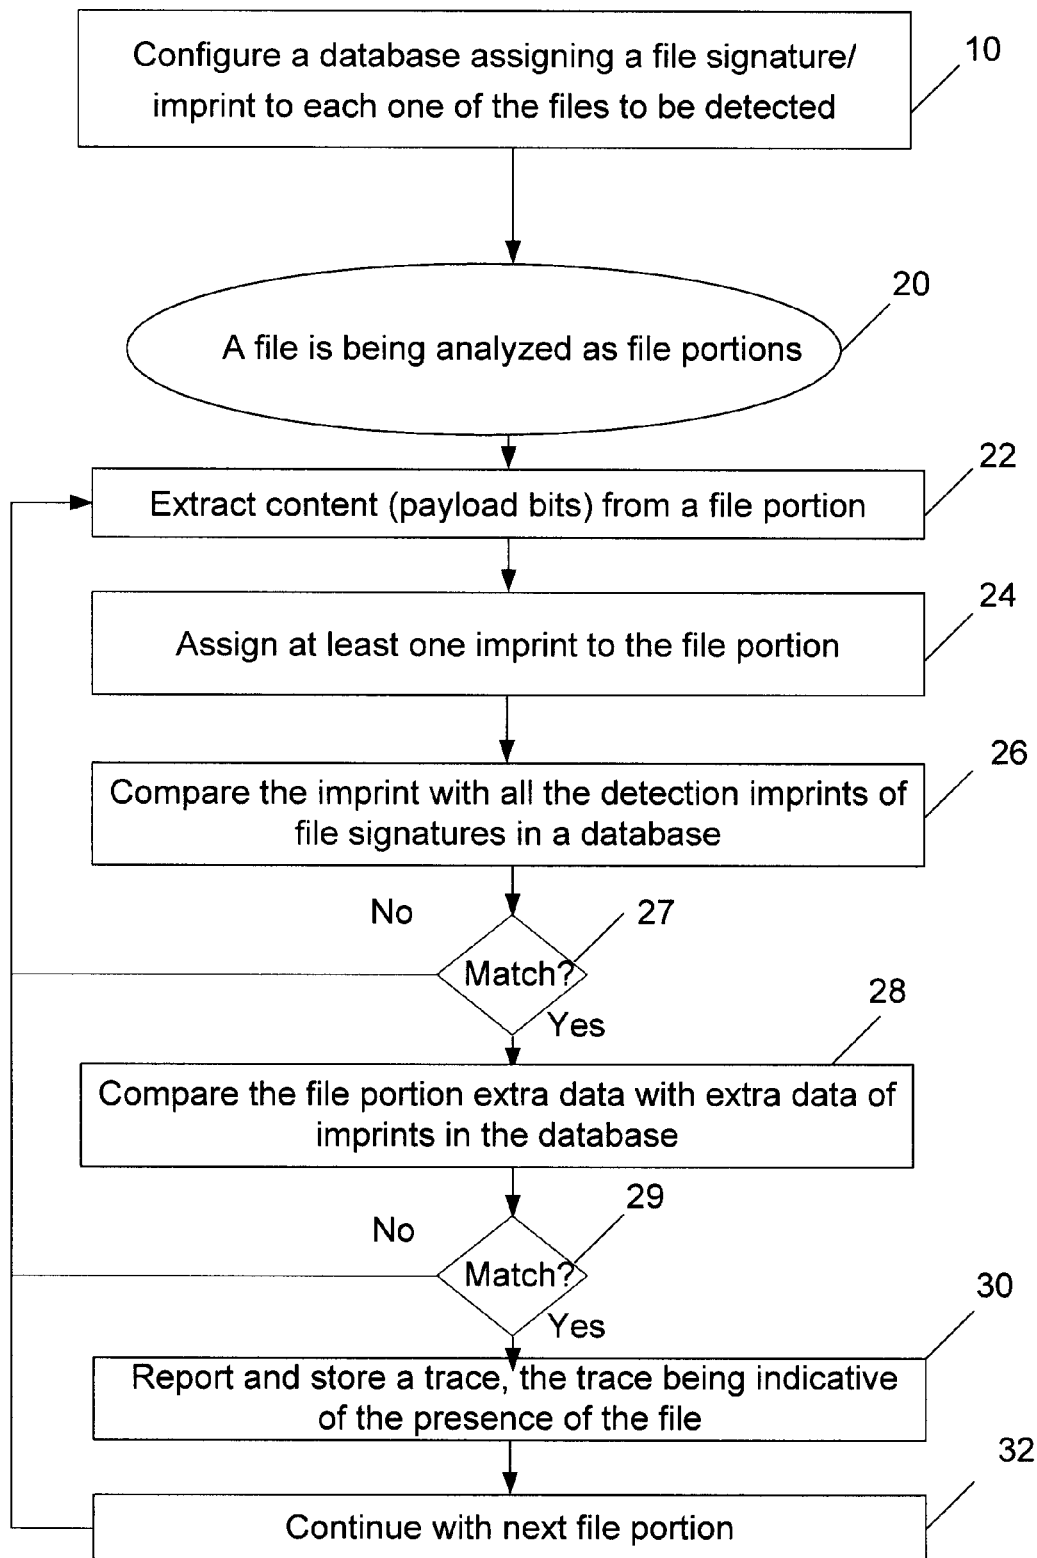 Configure a database assigning a file signature/
imprint to each one of the files to be detected
10
20
A file is being analyzed as file portions
22
Extract content (payload bits) from a file portion
24
Assign at least one imprint to the file portion
26
Compare the imprint with all the detection imprints of
file signatures in a database
No
27
Match?
Yes
28
Compare the file portion extra data with extra data of
imprints in the database
29
No
Match?
Yes
30
Report and store a trace, the trace being indicative
of the presence of the file
32
Continue with next file portion